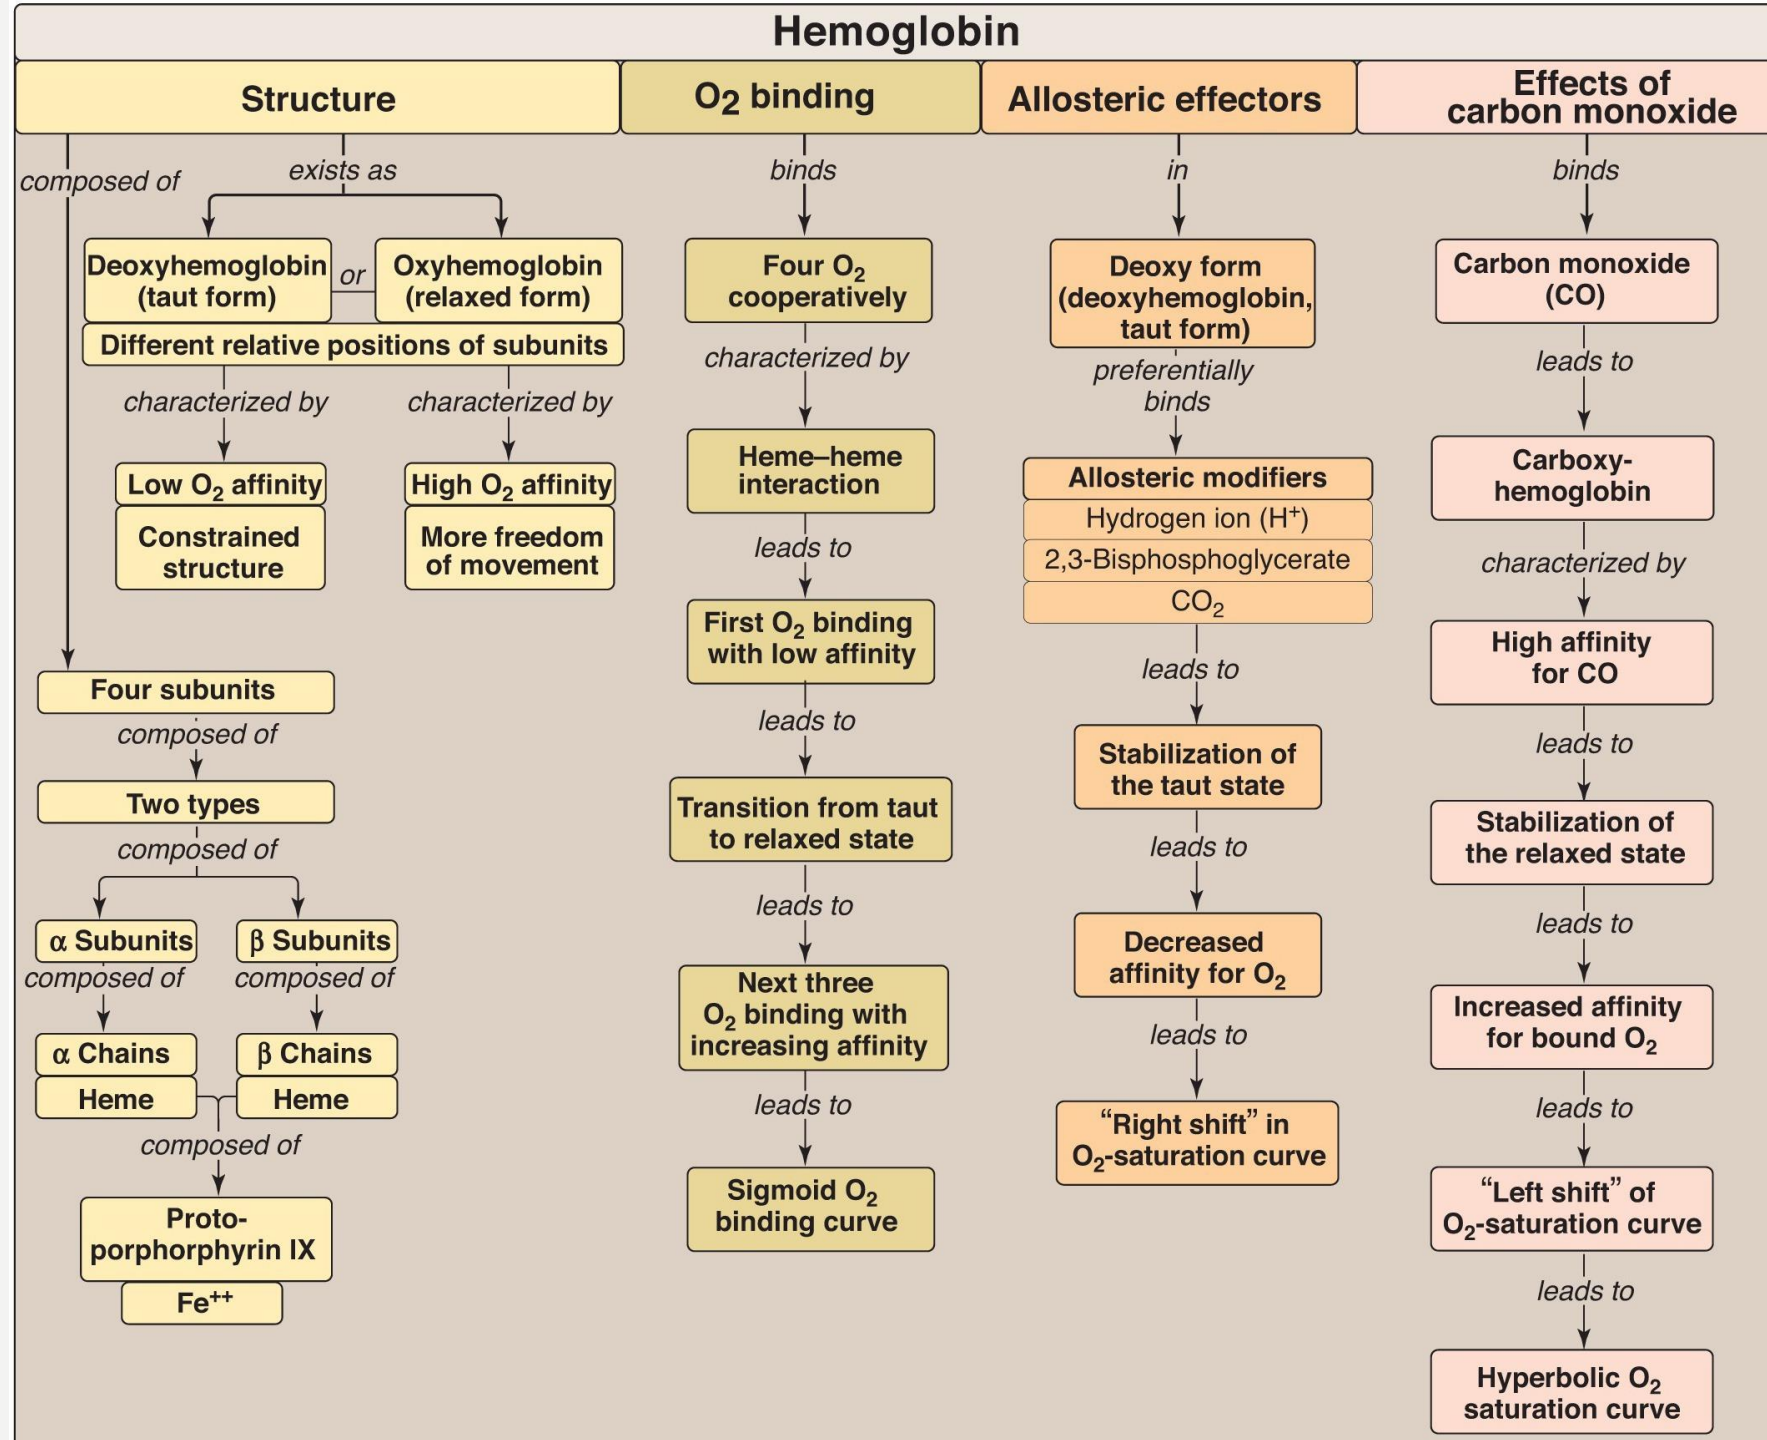 Hemoglobin
Structure
composed of
exists as
Deoxyhemoglobin
(taut form)
or
Oxyhemoglobin
(relaxed form)
Different relative positions of subunits
characterized by
characterized by
Low O₂ affinity
Constrained
structure
High O₂ affinity
More freedom
of movement
Four subunits
composed of
Two types
composed of
α Subunits
β Subunits
composed of
composed of
α Chains
β Chains
Heme
Heme
composed of
Proto-
porphorphyrin IX
Fe⁺⁺
O2 binding
binds
Four O₂
cooperatively
characterized by
Heme–heme
interaction
leads to
First O₂ binding
with low affinity
leads to
Transition from taut
to relaxed state
leads to
Next three
O₂ binding with
increasing affinity
leads to
Sigmoid O₂
binding curve
Allosteric effectors
in
Deoxy form
(deoxyhemoglobin,
taut form)
preferentially
binds
Allosteric modifiers
Hydrogen ion (H⁺)
2,3-Bisphosphoglycerate
CO₂
leads to
Stabilization of
the taut state
leads to
Decreased
affinity for O₂
leads to
“Right shift” in
O₂-saturation curve
Effects of
carbon monoxide
binds
Carbon monoxide
(CO)
leads to
Carboxy-
hemoglobin
characterized by
High affinity
for CO
leads to
Stabilization of
the relaxed state
leads to
Increased affinity
for bound O₂
leads to
“Left shift” of
O₂-saturation curve
leads to
Hyperbolic O₂
saturation curve